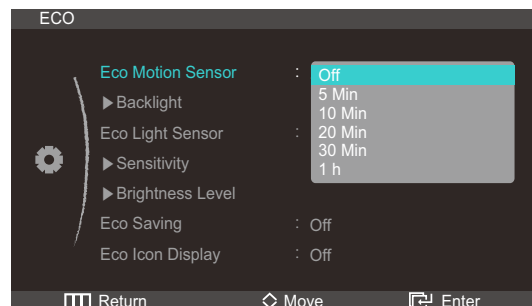 ECO
Eco Motion Sensor : Off
5 Min
▶Backlight
10 Min
Eco Light Sensor : 20 Min
30 Min
▶Sensitivity
1 h
▶Brightness Level
Eco Saving : Off
Eco Icon Display : Off
Return Move Enter